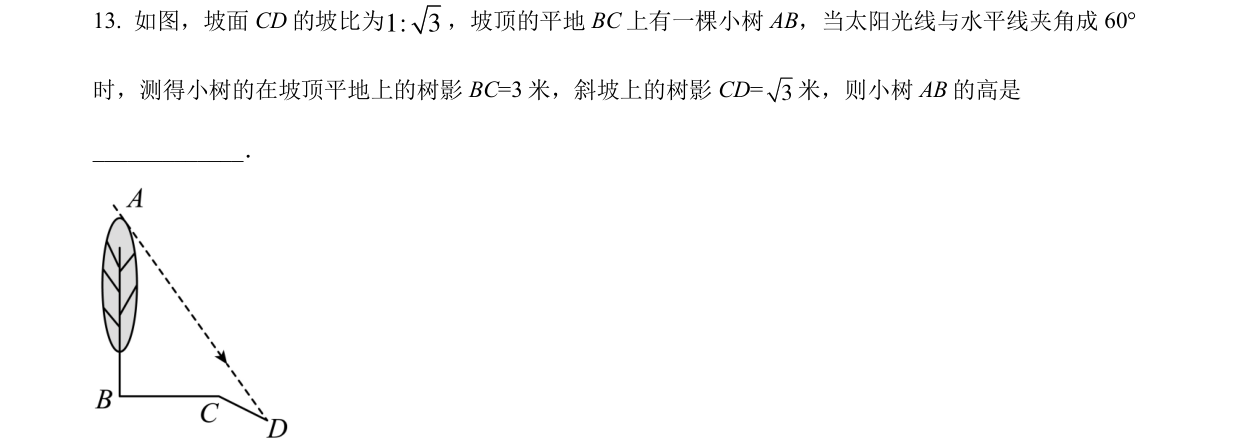 13. 如图，坡面 CD 的坡比为1:√3，坡顶的平地 BC 上有一棵小树 AB，当太阳光线与水平线夹角成 60°
时，测得小树的在坡顶平地上的树影 BC=3 米，斜坡上的树影 CD=√3 米，则小树 AB 的高是
____________.
A
B
C
D